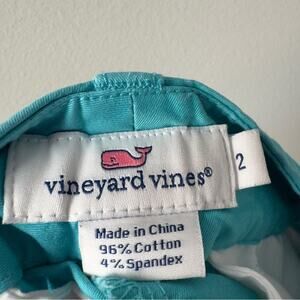 vineyard vines®
2
Made in China
96% Cotton
4% Spandex